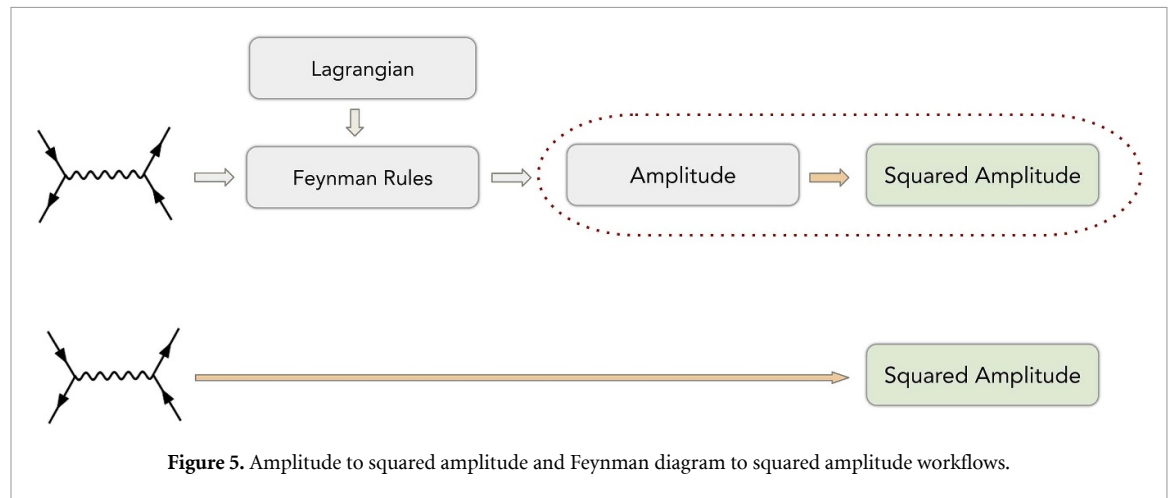 Lagrangian
Feynman Rules
Amplitude
Squared Amplitude
Squared Amplitude
Figure 5. Amplitude to squared amplitude and Feynman diagram to squared amplitude workflows.